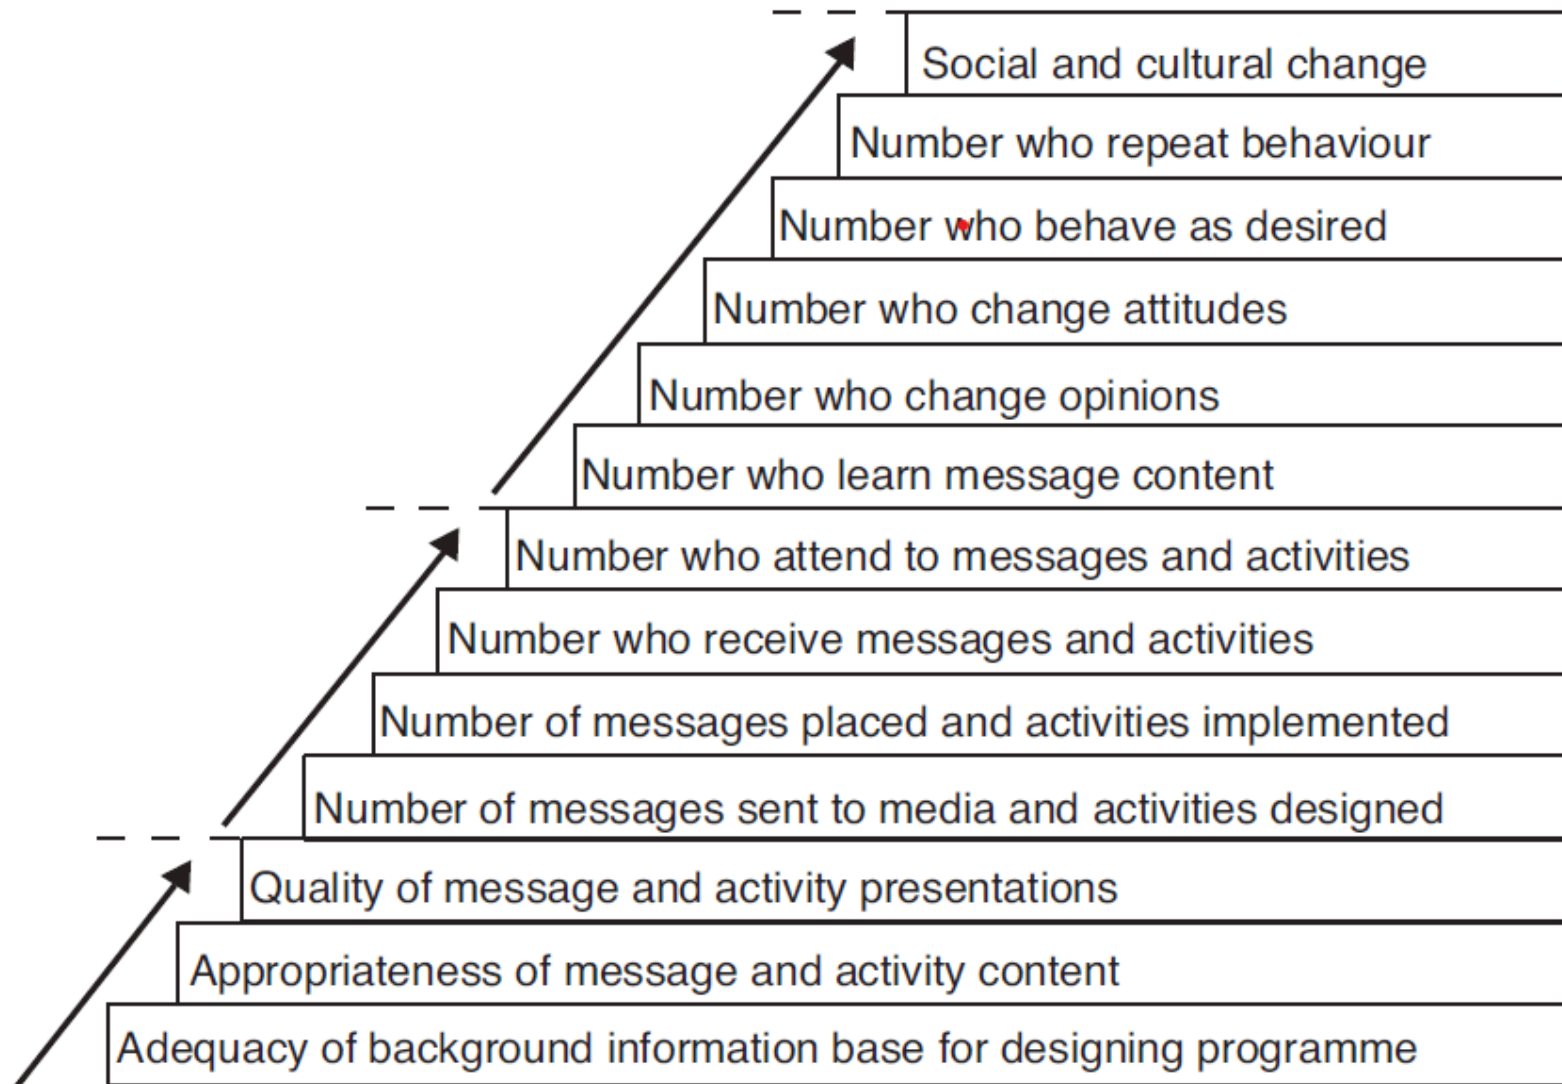 Social and cultural change
Number who repeat behaviour
Number who behave as desired
Number who change attitudes
Number who change opinions
Number who learn message content
Number who attend to messages and activities
Number who receive messages and activities
Number of messages placed and activities implemented
Number of messages sent to media and activities designed
Quality of message and activity presentations
Appropriateness of message and activity content
Adequacy of background information base for designing programme